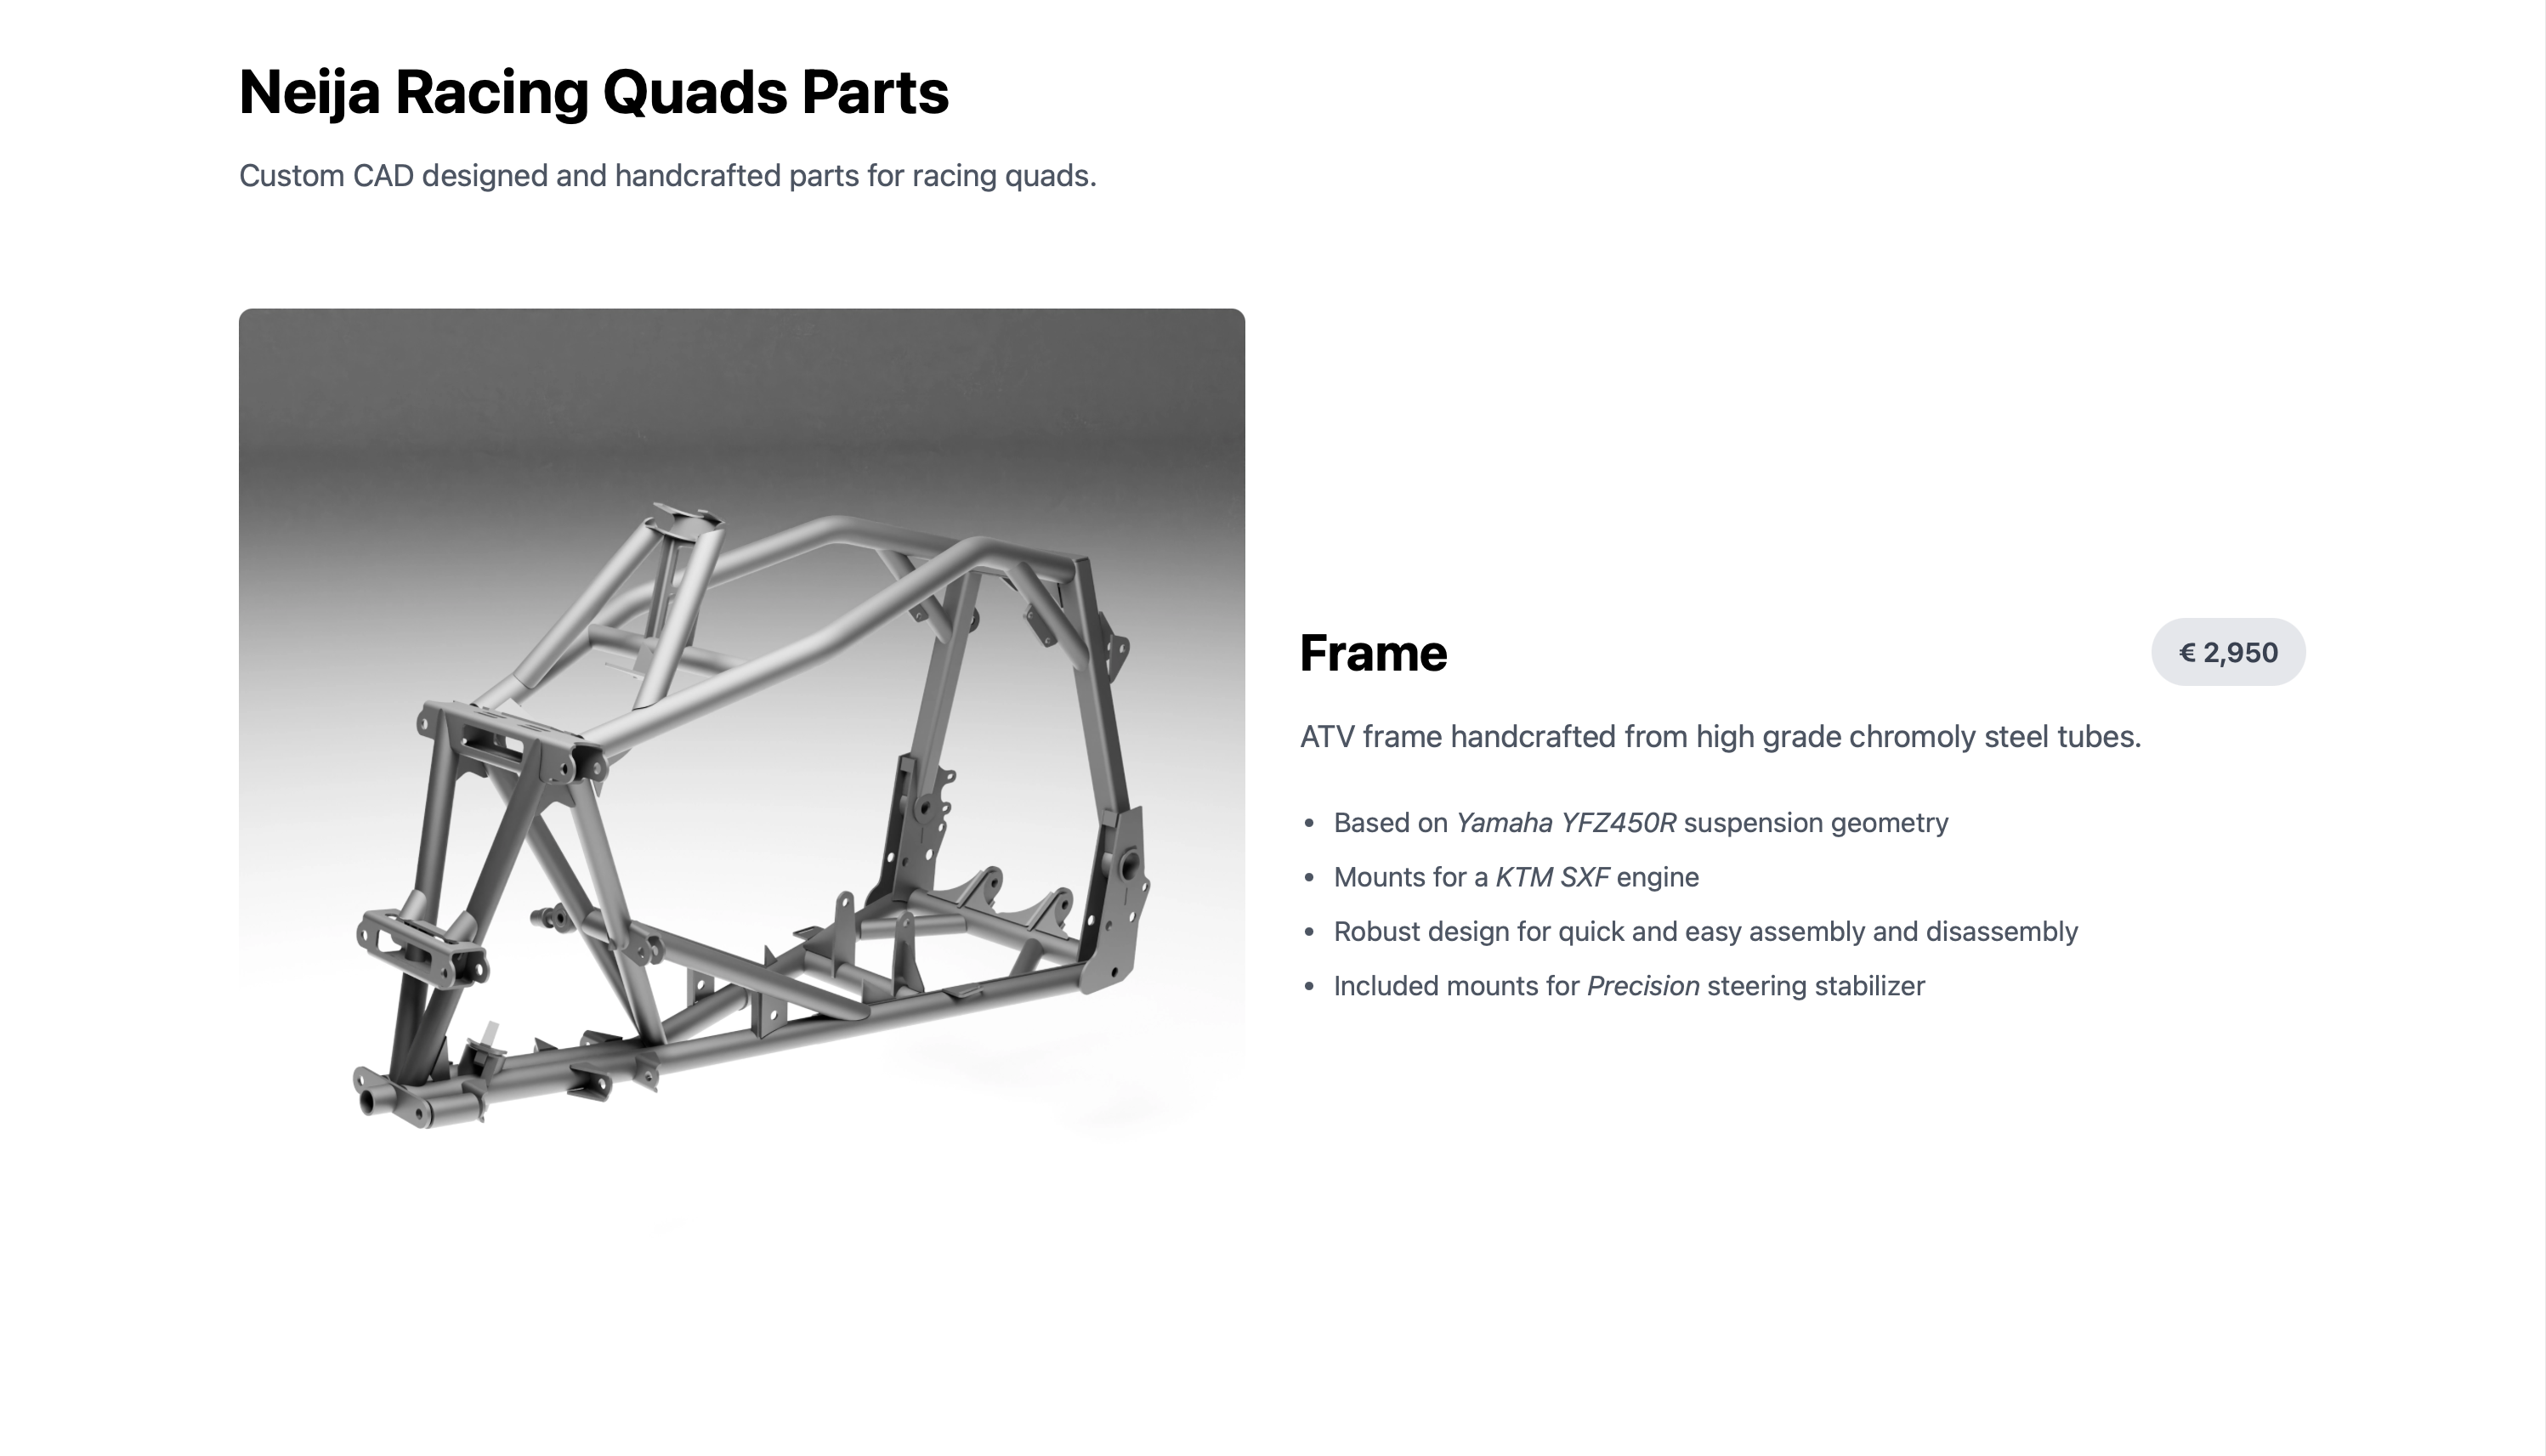 Neija Racing Quads Parts
Custom CAD designed and handcrafted parts for racing quads.
Frame
€ 2,950
ATV frame handcrafted from high grade chromoly steel tubes.
• Based on Yamaha YFZ450R suspension geometry
• Mounts for a KTM SXF engine
• Robust design for quick and easy assembly and disassembly
• Included mounts for Precision steering stabilizer